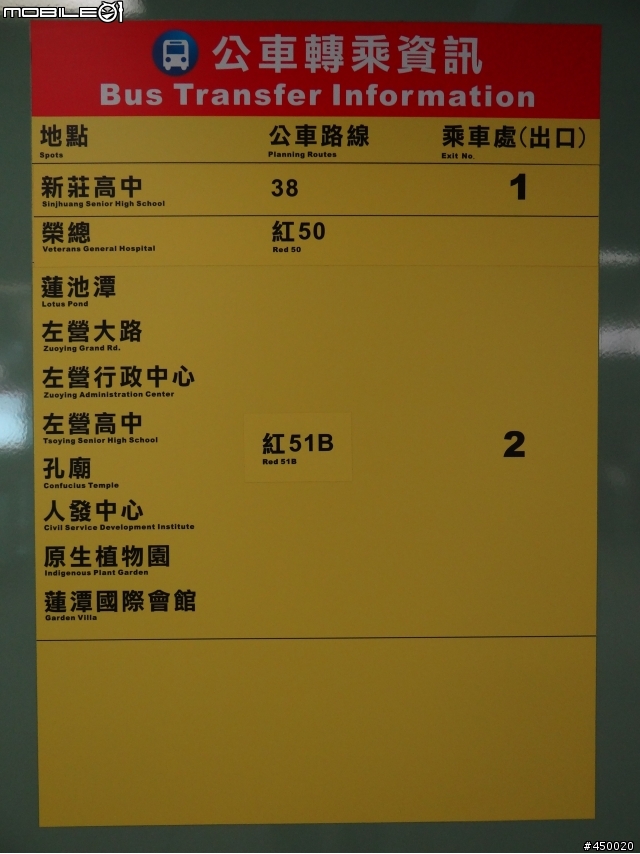 MOBILE01
公車轉乘資訊
Bus Transfer Information
地點 公車路線 乘車處(出口)
Spots Planning Routes Exit No.
新莊高中 38 1
Sinjhuang Senior High School
榮總 紅50
Veterans General Hospital Red 50
蓮池潭
Lotus Pond
左營大路
Zuoying Grand Rd.
左營行政中心
Zuoying Administration Center
左營高中 紅51B 2
Tsoying Senior High School Red 51B
孔廟
Confucius Temple
人發中心
Civil Service Development Institute
原生植物園
Indigenous Plant Garden
蓮潭國際會館
Garden Villa
#450020